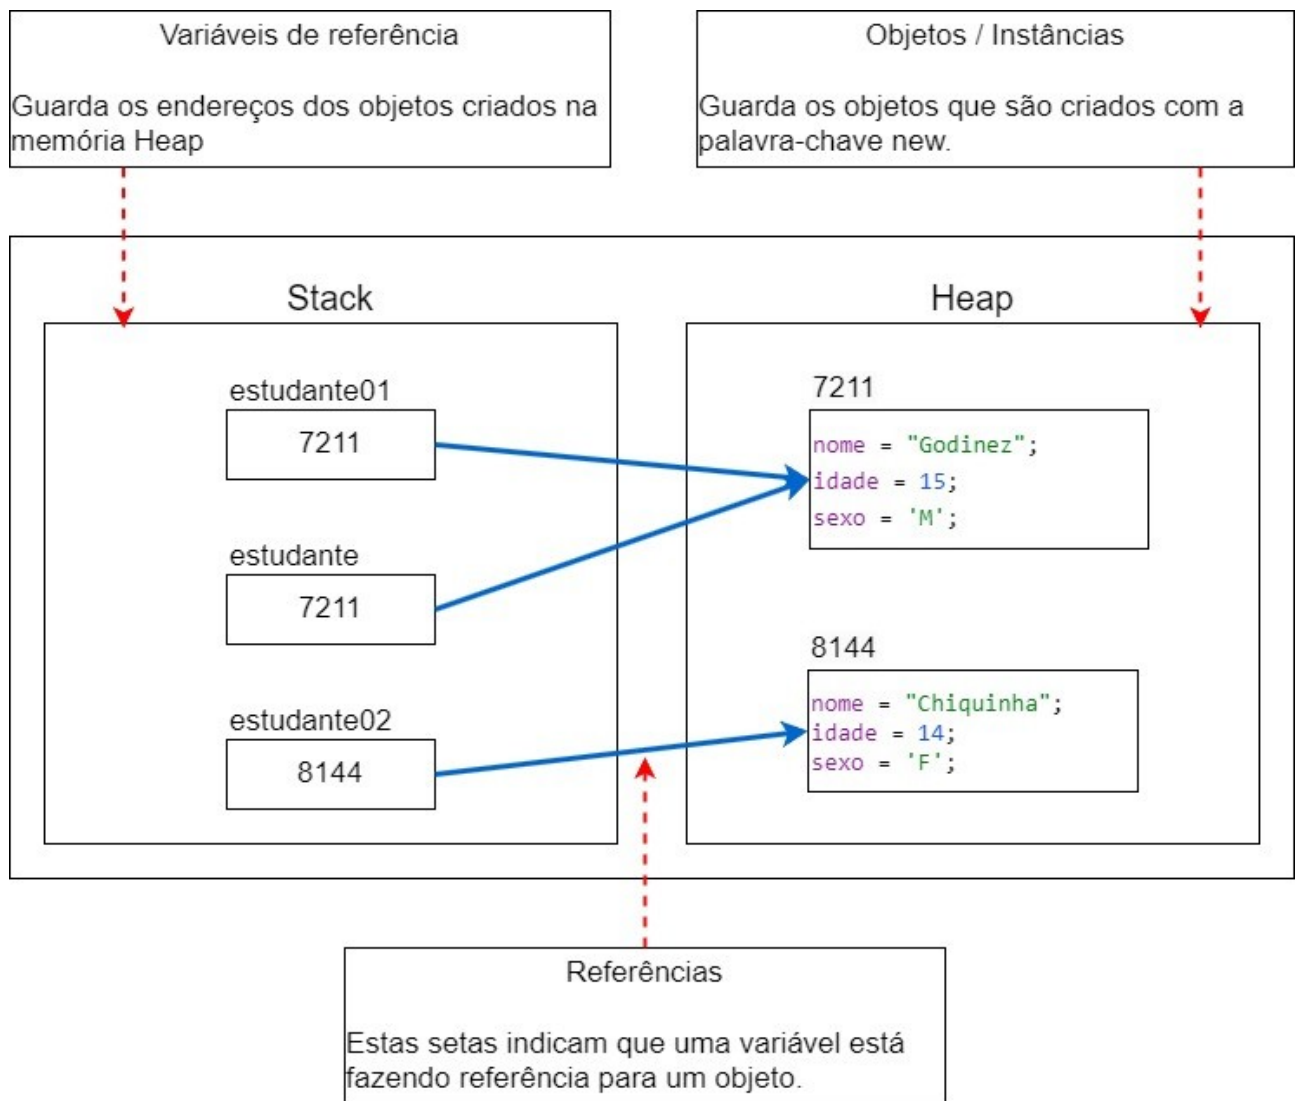 Variáveis de referência
Guarda os endereços dos objetos criados na
memória Heap
Objetos / Instâncias
Guarda os objetos que são criados com a
palavra-chave new.
Stack
estudante01
7211
estudante
7211
estudante02
8144
Heap
7211
nome = "Godinez";
idade = 15;
sexo = 'M';
8144
nome = "Chiquinha";
idade = 14;
sexo = 'F';
Referências
Estas setas indicam que uma variável está
fazendo referência para um objeto.